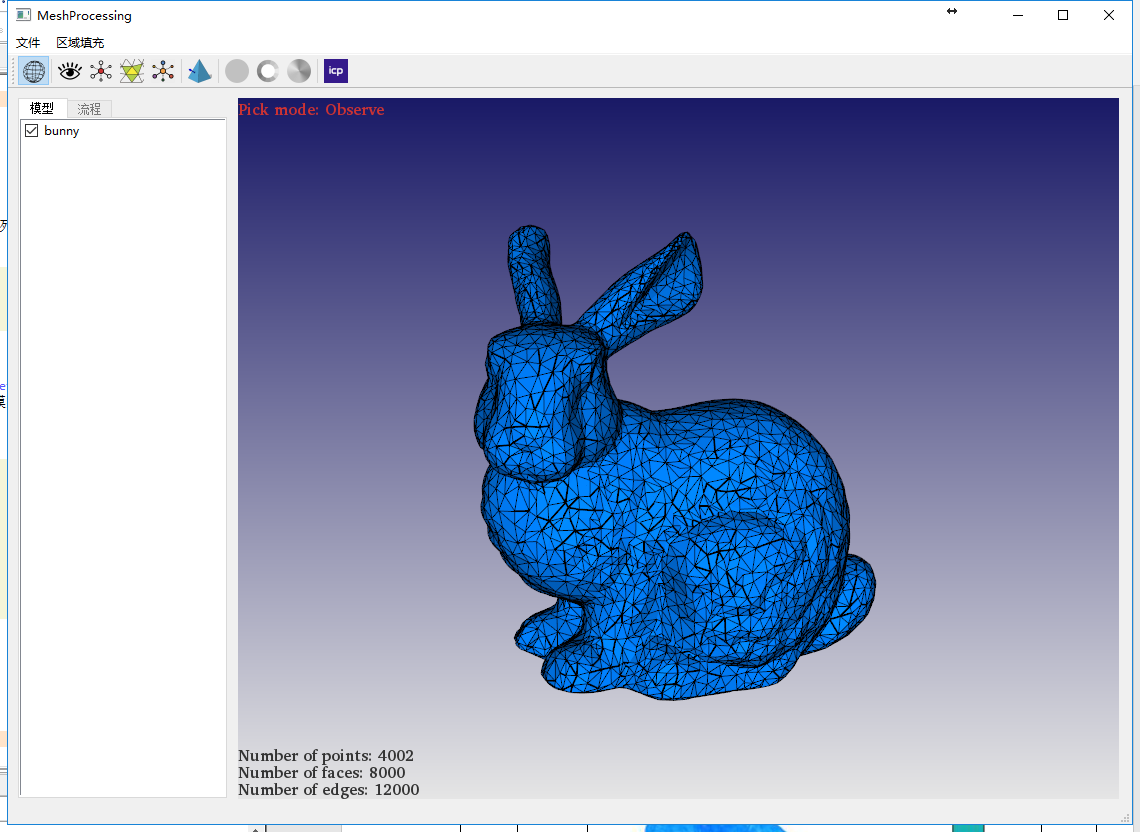 MeshProcessing
文件 区域填充
icp
模型 流程
bunny
Pick mode: Observe
Number of points: 4002
Number of faces: 8000
Number of edges: 12000